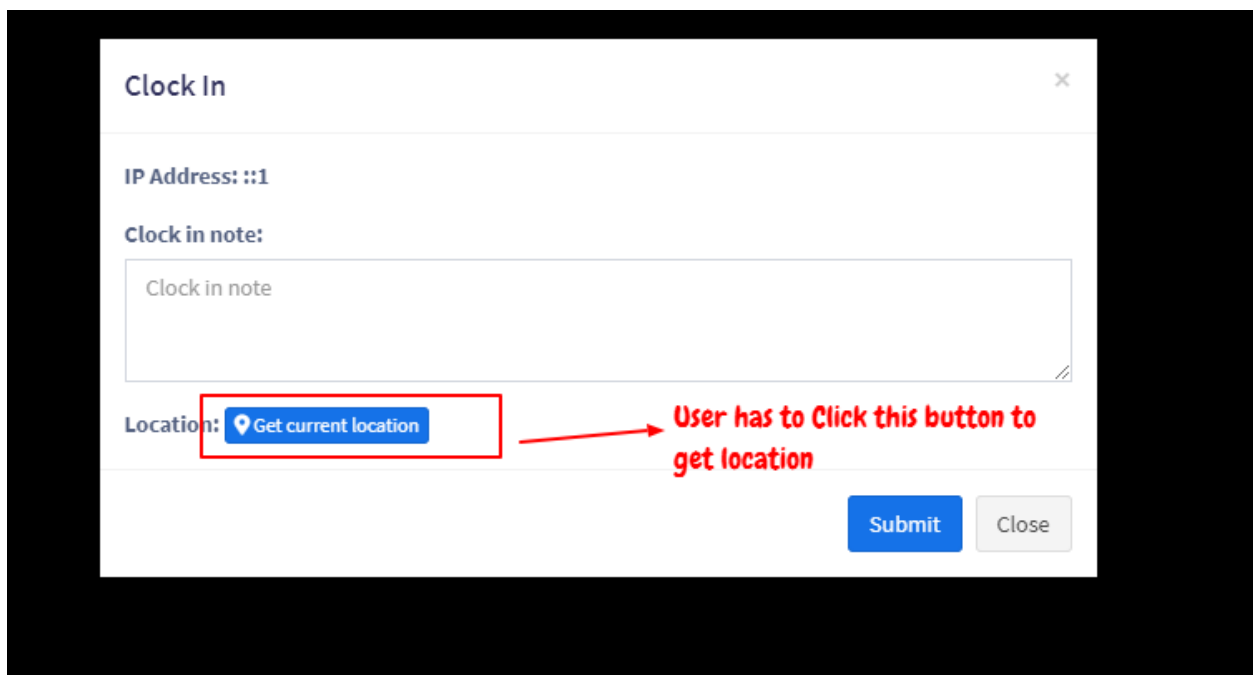 Clock In
×
IP Address: ::1
Clock in note:
Clock in note
Location: Get current location
User has to Click this button to
get location
Submit
Close